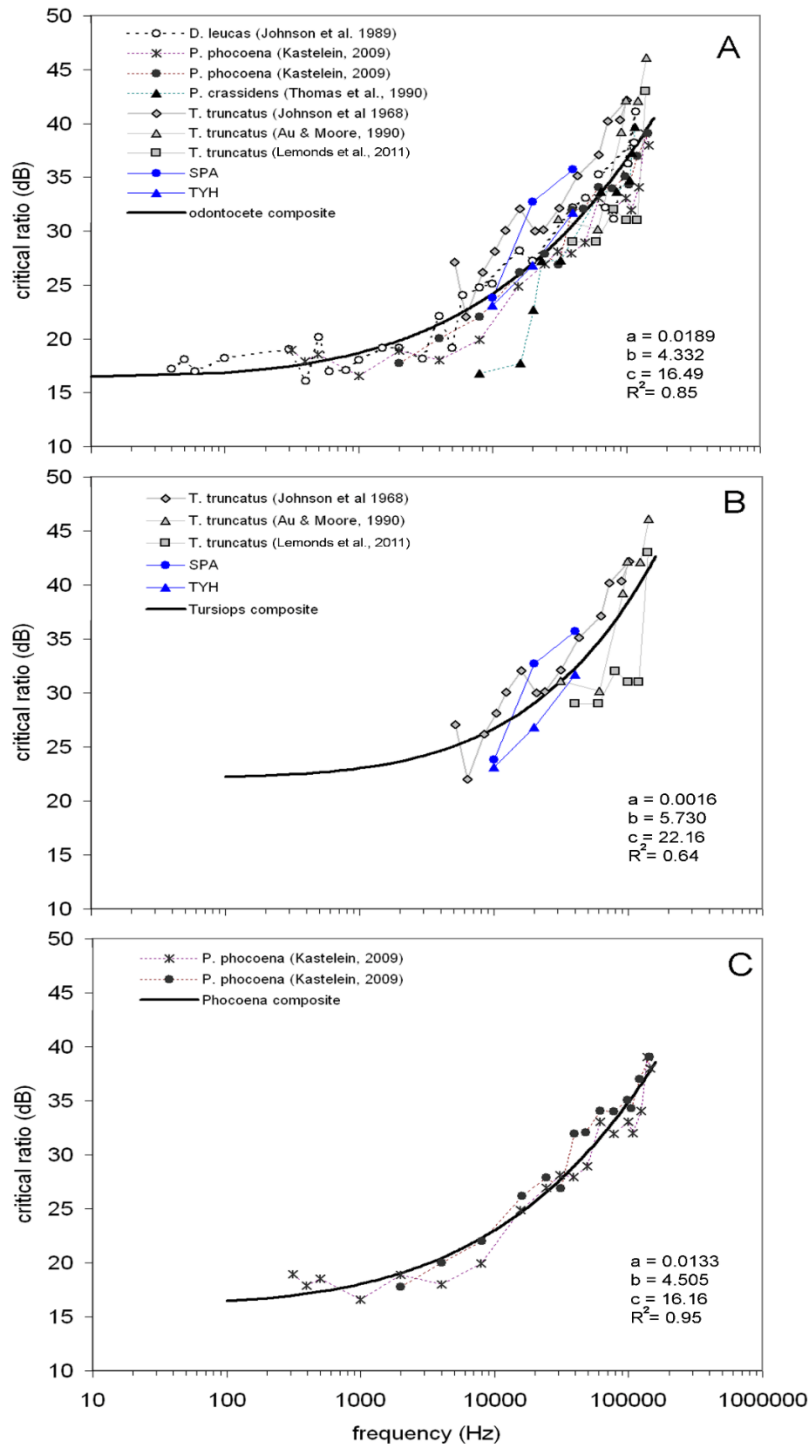 50
45
40
35
30
25
20
15
10
critical ratio (dB)
A
D. leucas (Johnson et al. 1989)
P. phocoena (Kastelein, 2009)
P. phocoena (Kastelein, 2009)
P. crassidens (Thomas et al., 1990)
T. truncatus (Johnson et al 1968)
T. truncatus (Au & Moore, 1990)
T. truncatus (Lemonds et al., 2011)
SPA
TYH
odontocete composite
a = 0.0189
b = 4.332
c = 16.49
R²= 0.85
50
45
40
35
30
25
20
15
10
critical ratio (dB)
B
T. truncatus (Johnson et al 1968)
T. truncatus (Au & Moore, 1990)
T. truncatus (Lemonds et al., 2011)
SPA
TYH
Tursiops composite
a = 0.0016
b = 5.730
c = 22.16
R²= 0.64
50
45
40
35
30
25
20
15
10
critical ratio (dB)
C
P. phocoena (Kastelein, 2009)
P. phocoena (Kastelein, 2009)
Phocoena composite
a = 0.0133
b = 4.505
c = 16.16
R²= 0.95
10 100 1000 10000 100000 1000000
frequency (Hz)